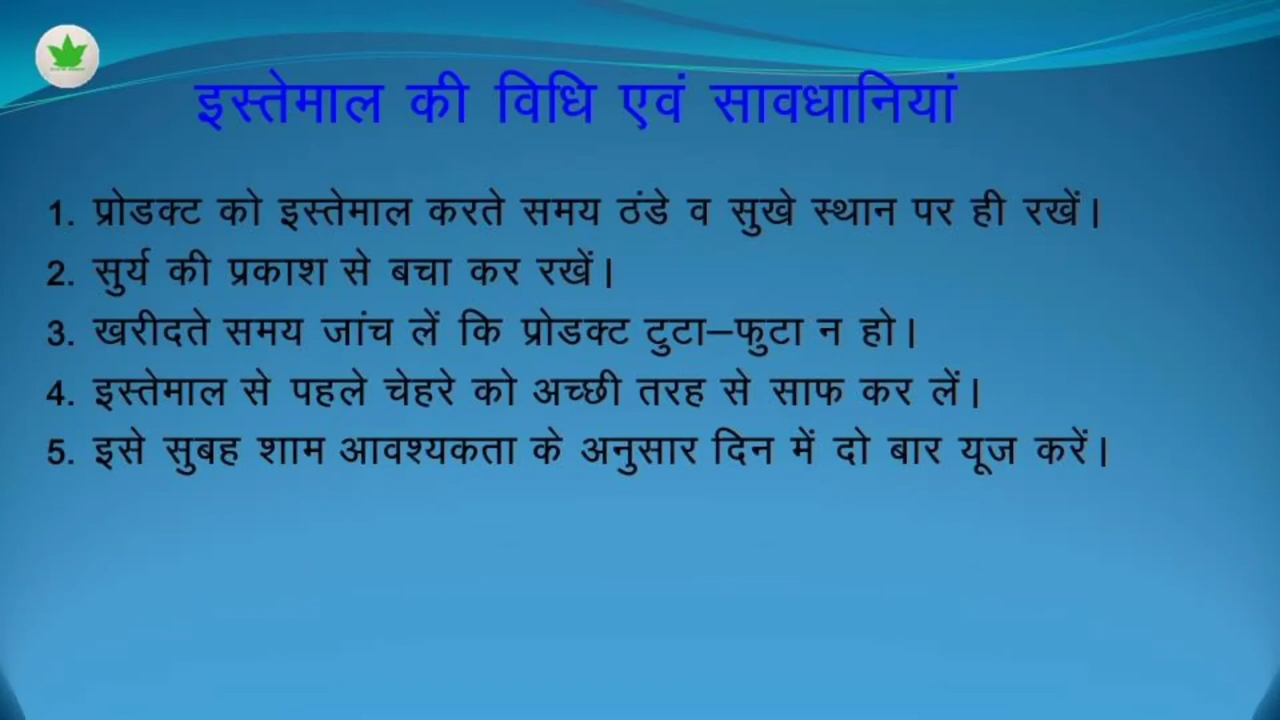 इस्तेमाल की विधि एवं सावधानियां
1. प्रोडक्ट को इस्तेमाल करते समय ठंडे व सुखे स्थान पर ही रखें।
2. सुर्य की प्रकाश से बचा कर रखें।
3. खरीदते समय जांच लें कि प्रोडक्ट टुटा–फुटा न हो।
4. इस्तेमाल से पहले चेहरे को अच्छी तरह से साफ कर लें।
5. इसे सुबह शाम आवश्यकता के अनुसार दिन में दो बार यूज करें।